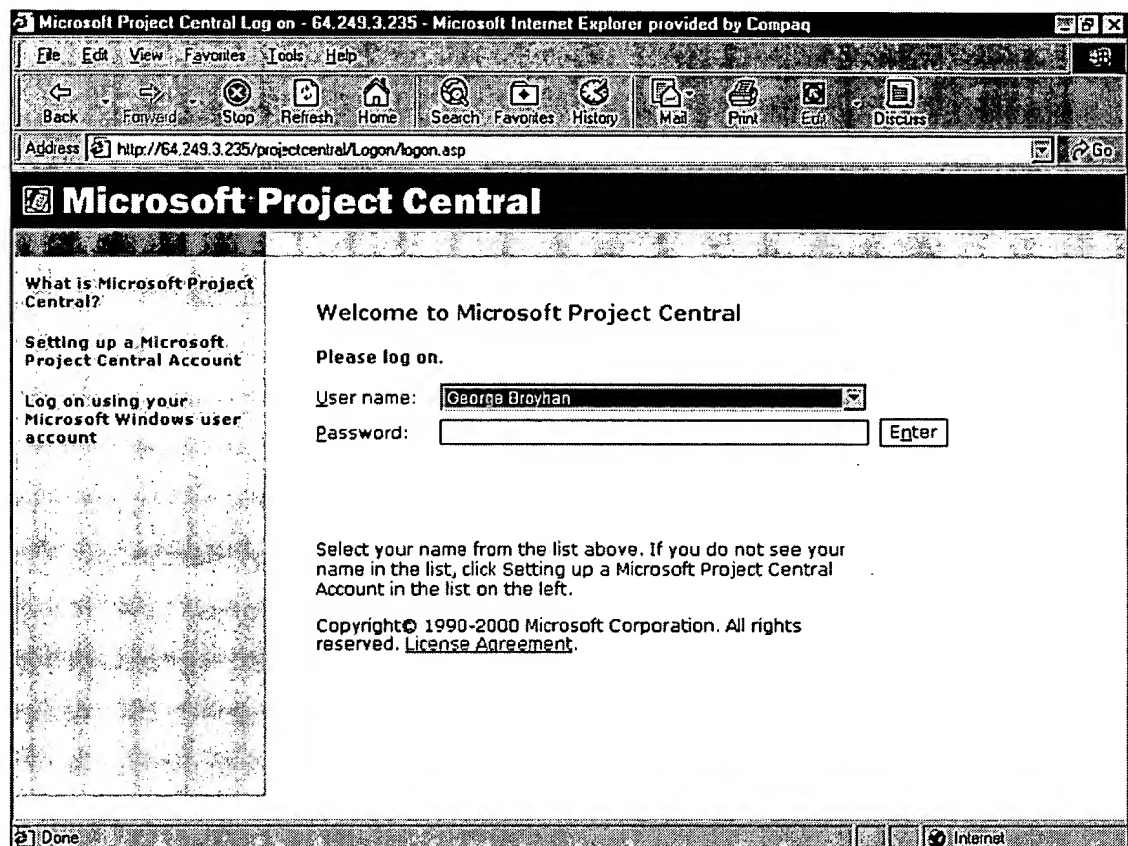 Microsoft Project Central Log on - 64.249.3.235 - Microsoft Internet Explorer provided by Compaq
File Edit View Favorites Tools Help
Back Forward Stop Refresh Home Search Favorites History Mail Print Edit Discuss
Address http://64.249.3.235/projectcentral/Logon/logon.asp Go
Microsoft Project Central
What is Microsoft Project
Central?
Setting up a Microsoft
Project Central Account
Log on using your
Microsoft Windows user
account
Welcome to Microsoft Project Central
Please log on.
User name: George Broyhan
Password: Enter
Select your name from the list above. If you do not see your
name in the list, click Setting up a Microsoft Project Central
Account in the list on the left.
Copyright© 1990-2000 Microsoft Corporation. All rights
reserved. License Agreement.
Done Internet